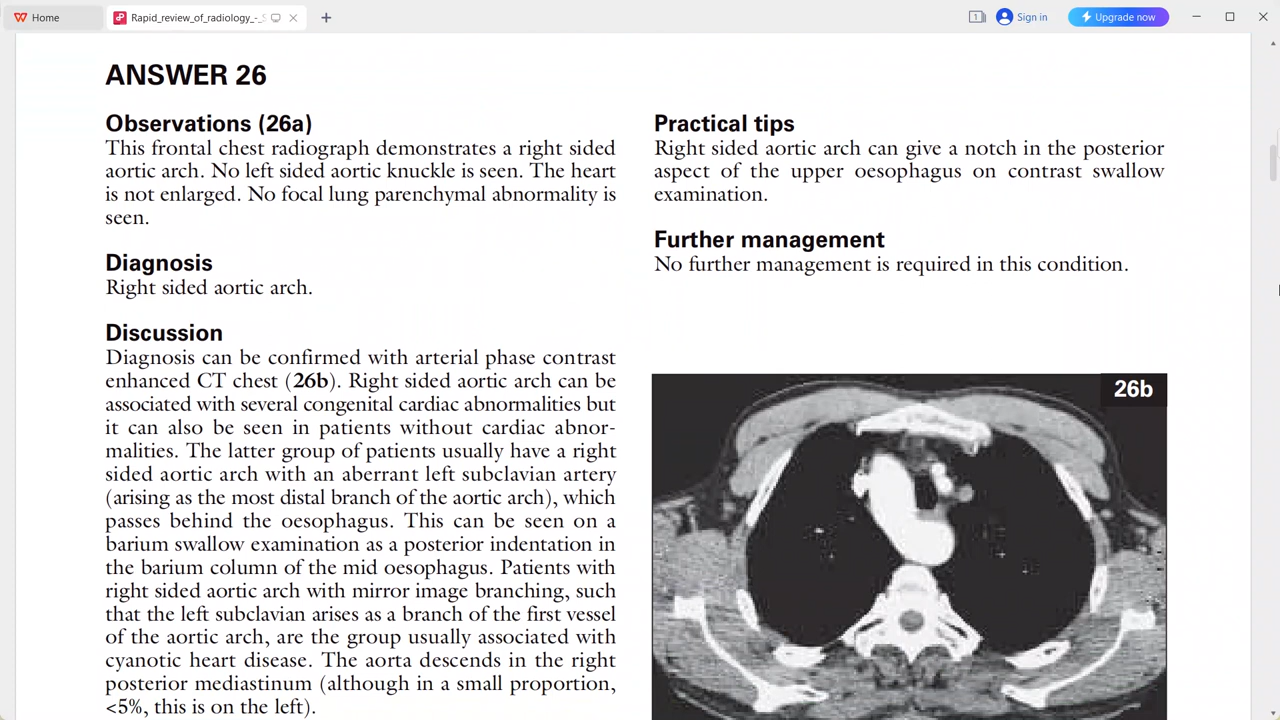 Home
Rapid_review_of_radiology_-_S
1
Sign in
Upgrade now
ANSWER 26
Observations (26a)
This frontal chest radiograph demonstrates a right sided
aortic arch. No left sided aortic knuckle is seen. The heart
is not enlarged. No focal lung parenchymal abnormality is
seen.
Diagnosis
Right sided aortic arch.
Discussion
Diagnosis can be confirmed with arterial phase contrast
enhanced CT chest (26b). Right sided aortic arch can be
associated with several congenital cardiac abnormalities but
it can also be seen in patients without cardiac abnor-
malities. The latter group of patients usually have a right
sided aortic arch with an aberrant left subclavian artery
(arising as the most distal branch of the aortic arch), which
passes behind the oesophagus. This can be seen on a
barium swallow examination as a posterior indentation in
the barium column of the mid oesophagus. Patients with
right sided aortic arch with mirror image branching, such
that the left subclavian arises as a branch of the first vessel
of the aortic arch, are the group usually associated with
cyanotic heart disease. The aorta descends in the right
posterior mediastinum (although in a small proportion,
<5%, this is on the left).
Practical tips
Right sided aortic arch can give a notch in the posterior
aspect of the upper oesophagus on contrast swallow
examination.
Further management
No further management is required in this condition.
26b